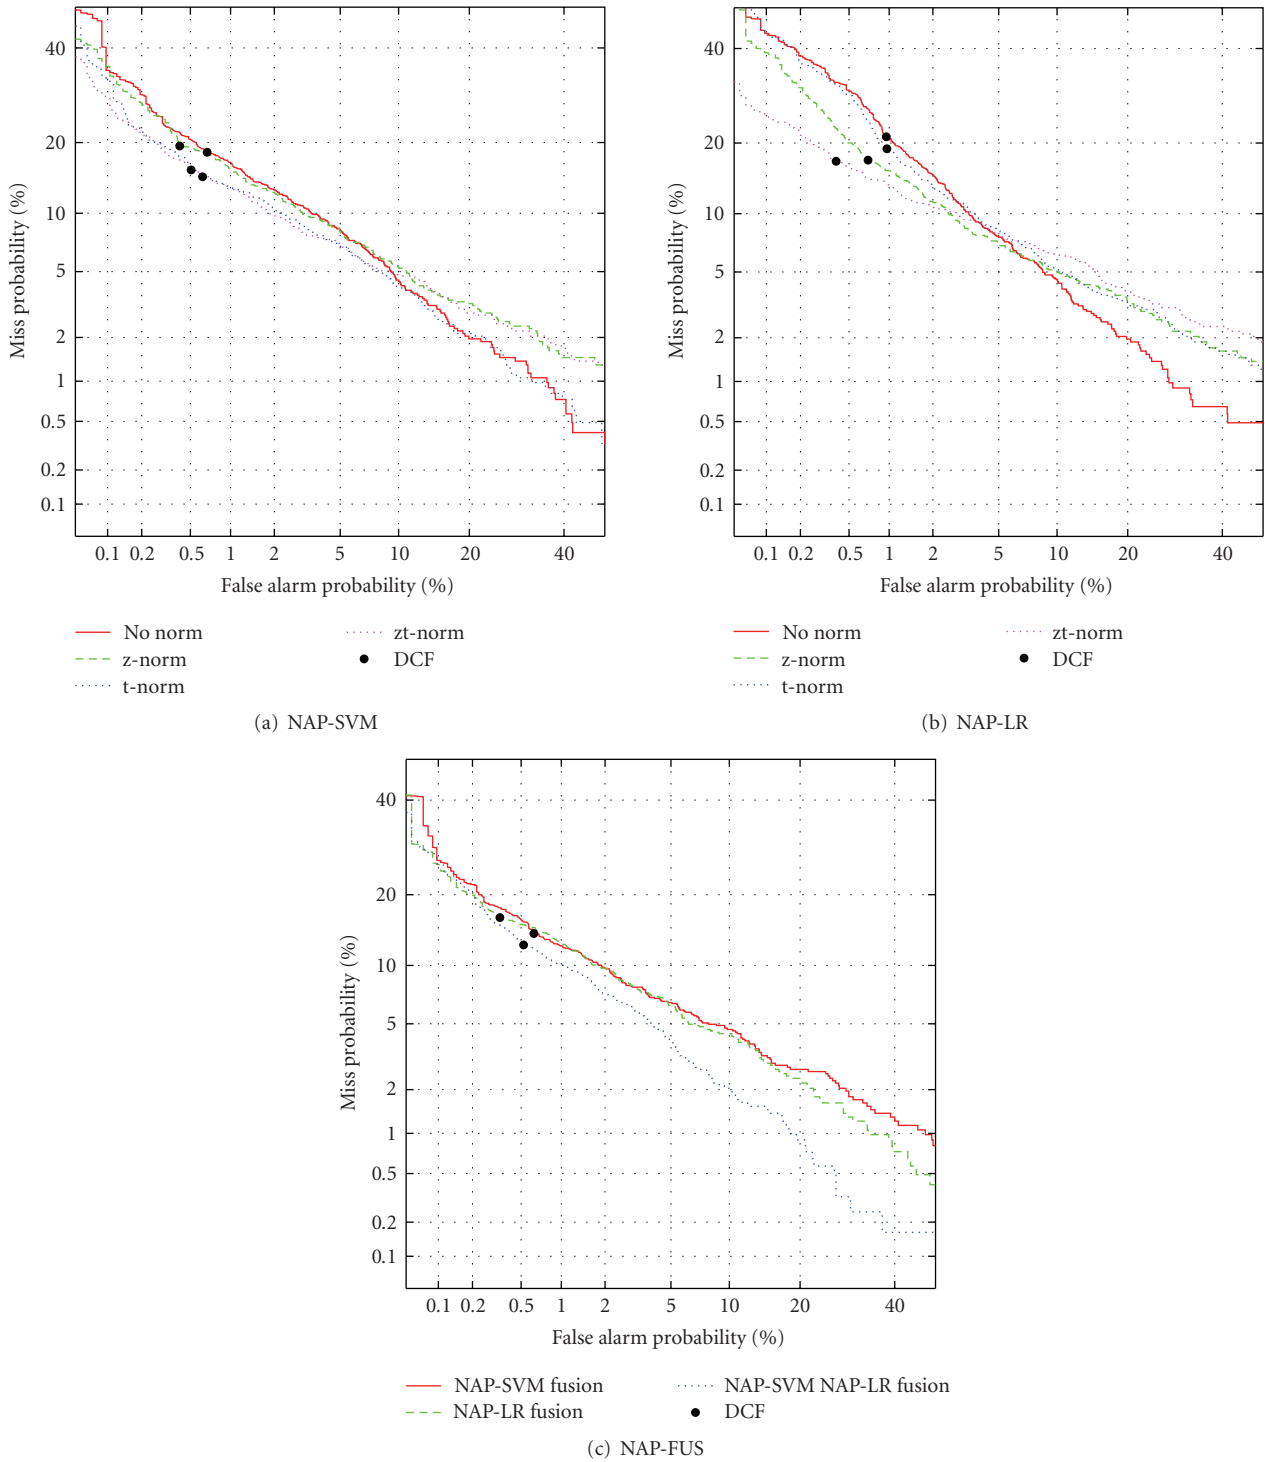 40
20
10
5
2
1
0.5
0.2
0.1
Miss probability (%)
0.1 0.2 0.5 1 2 5 10 20 40
False alarm probability (%)
No norm
z-norm
t-norm
zt-norm
DCF
(a) NAP-SVM
40
20
10
5
2
1
0.5
0.2
0.1
Miss probability (%)
0.1 0.2 0.5 1 2 5 10 20 40
False alarm probability (%)
No norm
z-norm
t-norm
zt-norm
DCF
(b) NAP-LR
40
20
10
5
2
1
0.5
0.2
0.1
Miss probability (%)
0.1 0.2 0.5 1 2 5 10 20 40
False alarm probability (%)
NAP-SVM fusion
NAP-LR fusion
NAP-SVM NAP-LR fusion
DCF
(c) NAP-FUS